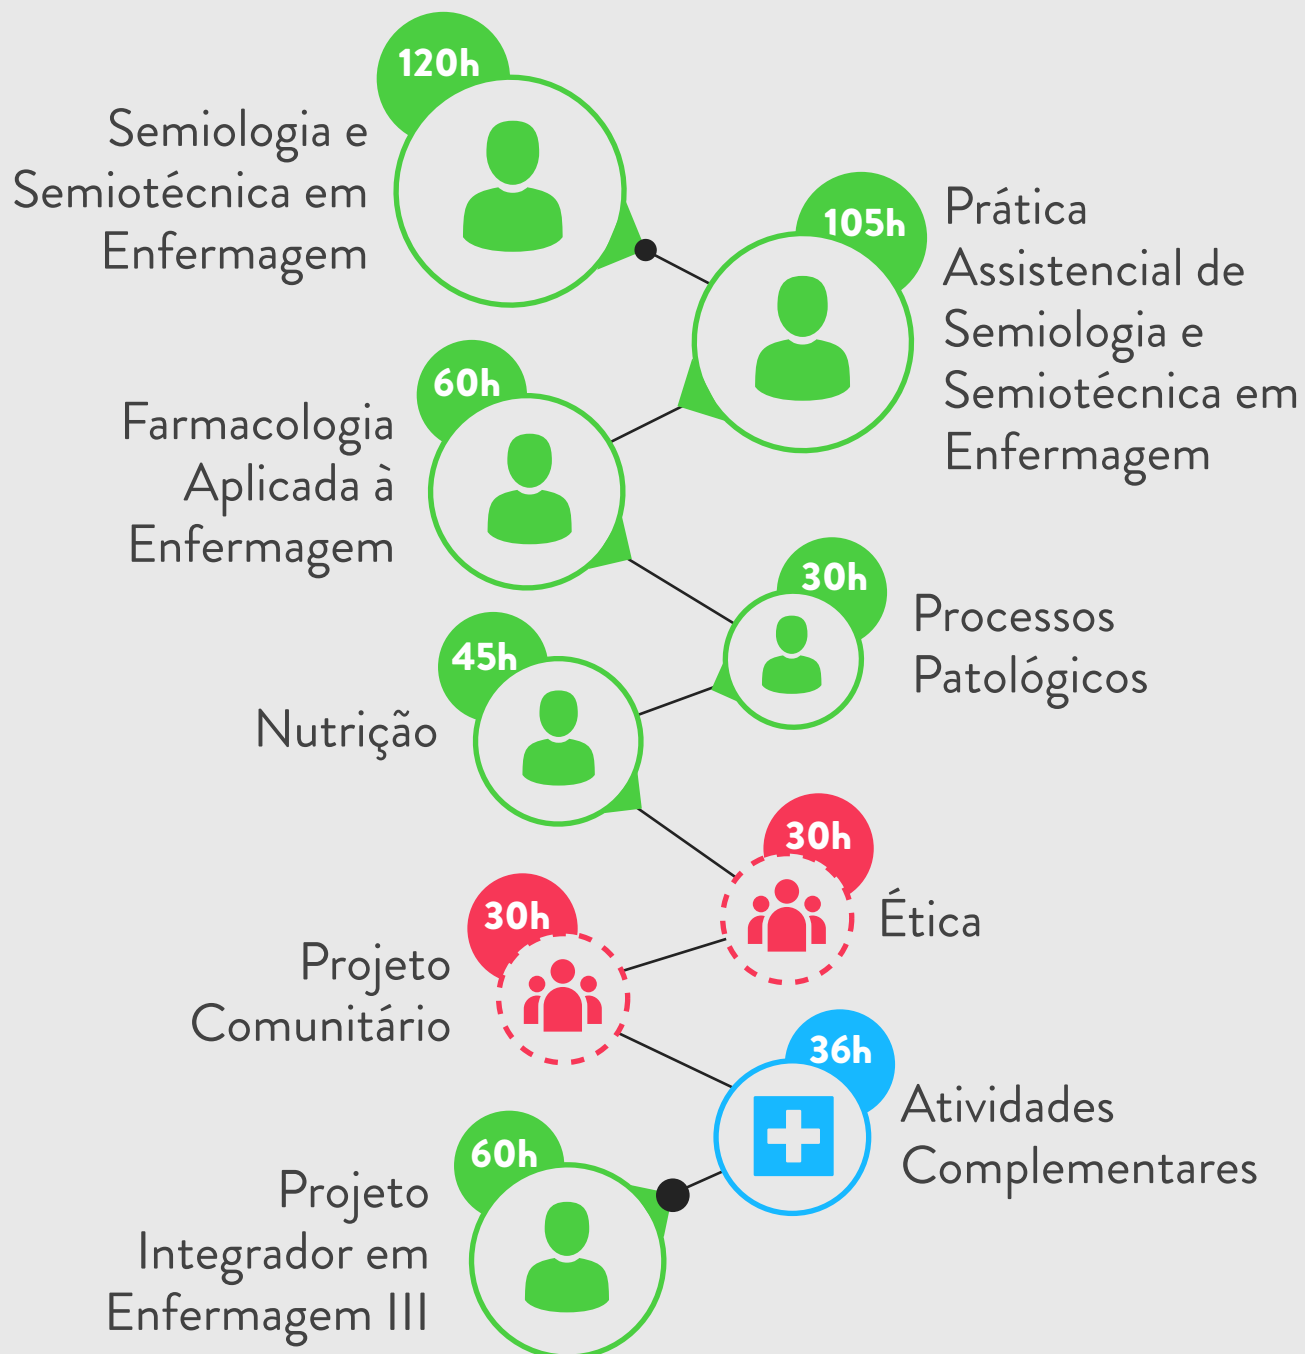 120h
Semiologia e
Semiotécnica em
Enfermagem
105h
Prática
Assistencial de
Semiologia e
Semiotécnica em
Enfermagem
60h
Farmacologia
Aplicada à
Enfermagem
30h
Processos
Patológicos
45h
Nutrição
30h
Ética
30h
Projeto
Comunitário
36h
Atividades
Complementares
60h
Projeto
Integrador em
Enfermagem III